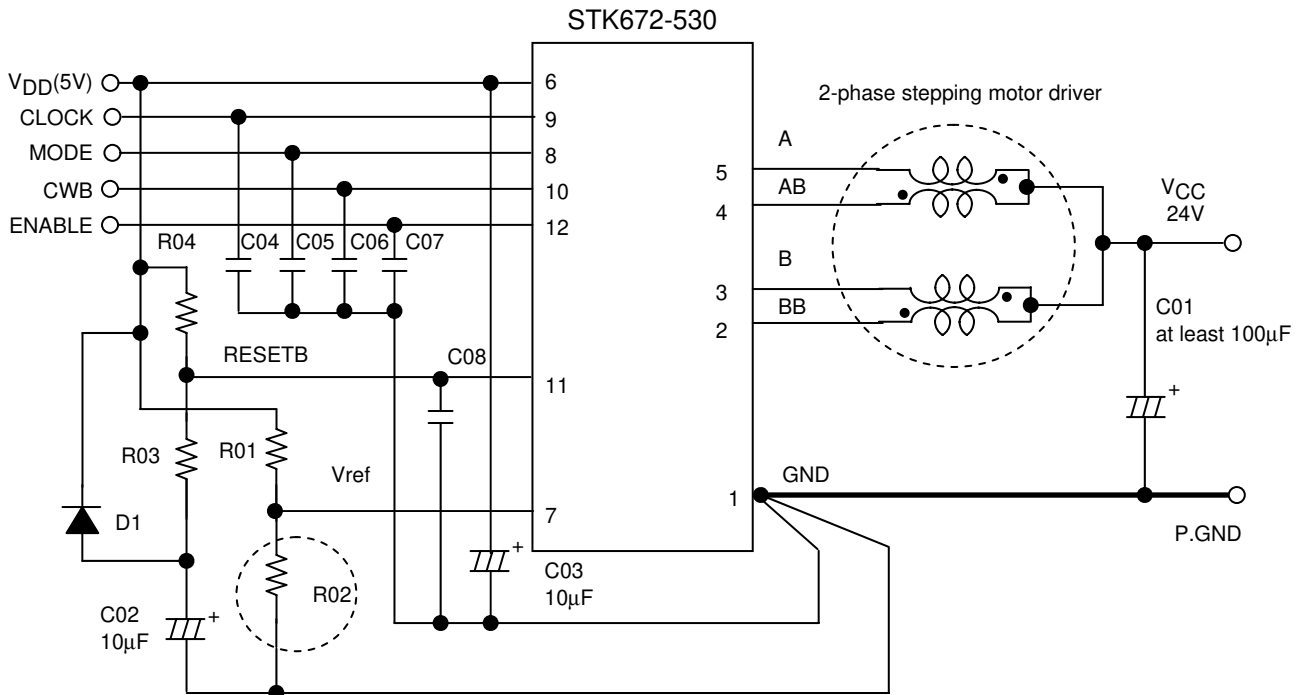 STK672-530
VDD(5V)
6
CLOCK
9
2-phase stepping motor driver
MODE
8
A
5
CWB
10
AB
VCC
24V
4
ENABLE
12
R04
C04
C05
C06
C07
B
3
BB
2
C01
at least 100µF
+
RESETB
C08
11
R03
R01
Vref
GND
1
D1
7
P.GND
+
C03
10µF
R02
C02
10µF
+